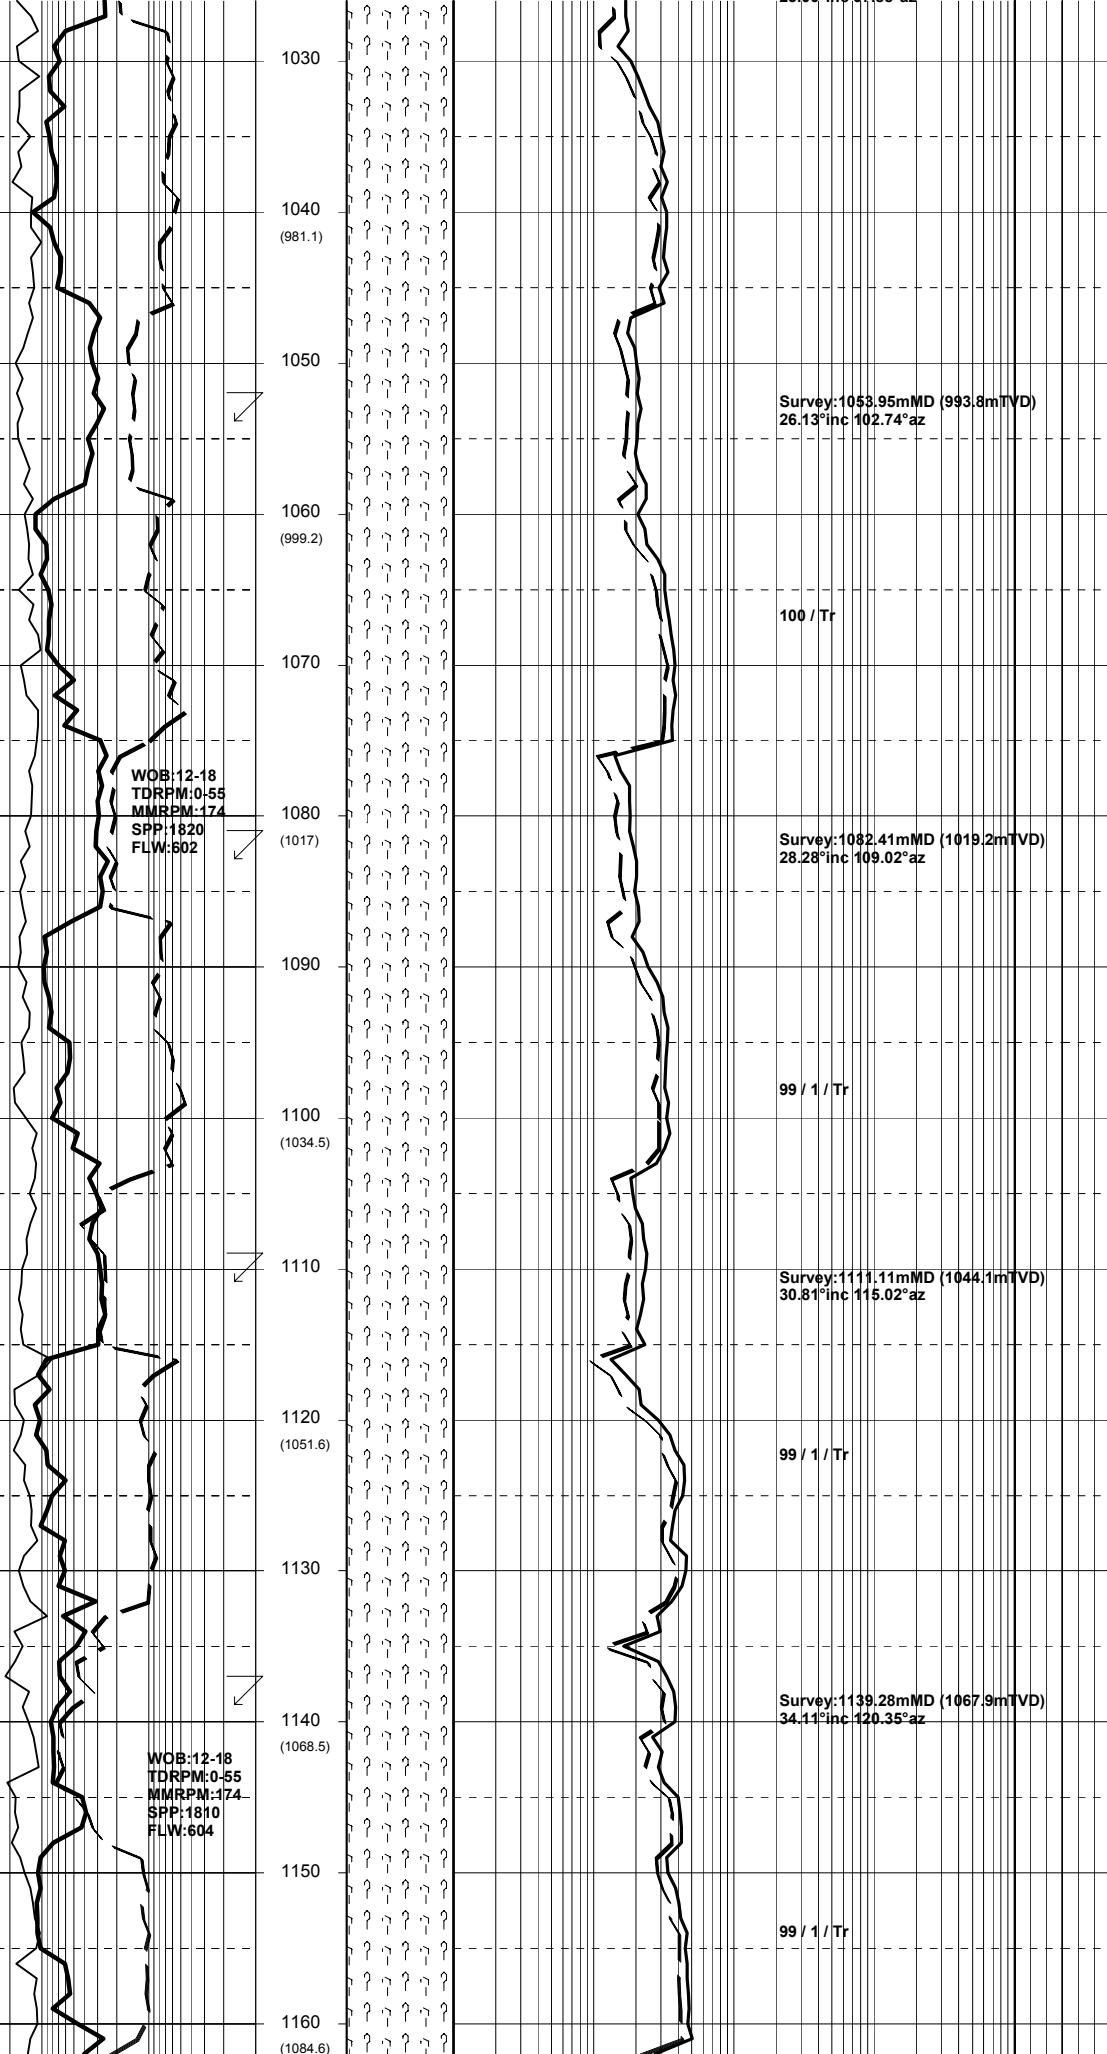 1030
1040
(981.1)
1050
Survey:1053.95mMD (993.8mTVD)
26.13°inc 102.74°az
1060
(999.2)
100 / Tr
1070
WOB:12-18
TDRPM:0-55
MMRPM:174
SPP:1820
FLW:602
1080
(1017)
Survey:1082.41mMD (1019.2mTVD)
28.28°inc 109.02°az
1090
99 / 1 / Tr
1100
(1034.5)
1110
Survey:1111.11mMD (1044.1mTVD)
30.81°inc 115.02°az
1120
(1051.6)
99 / 1 / Tr
1130
Survey:1139.28mMD (1067.9mTVD)
34.11°inc 120.35°az
1140
(1068.5)
WOB:12-18
TDRPM:0-55
MMRPM:174
SPP:1810
FLW:604
1150
99 / 1 / Tr
1160
(1084.6)